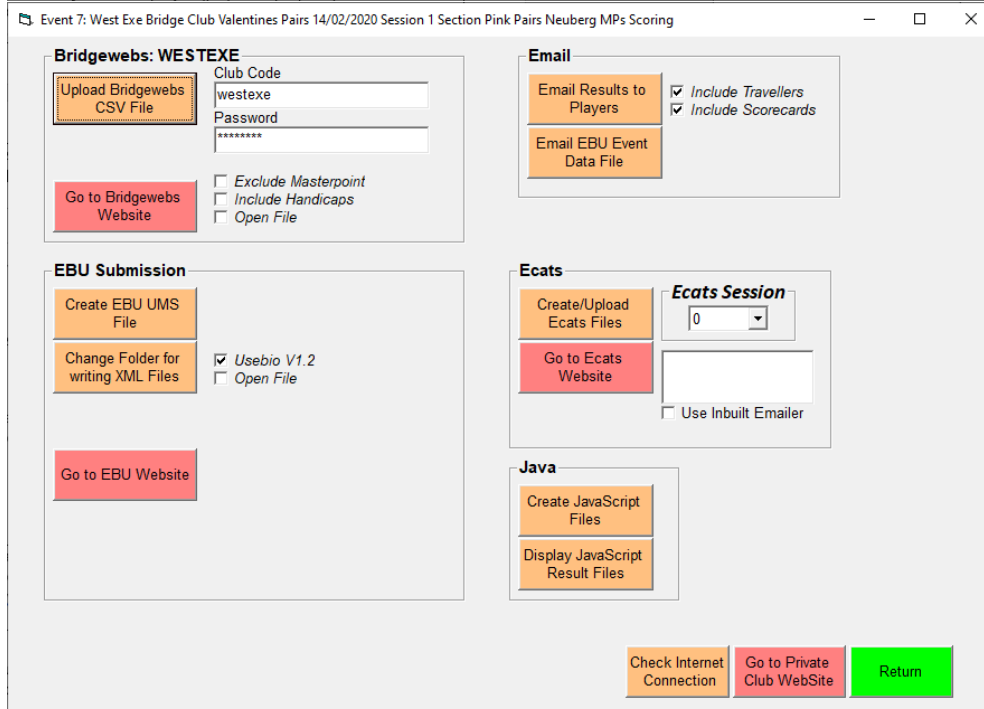 Event 7: West Exe Bridge Club Valentines Pairs 14/02/2020 Session 1 Section Pink Pairs Neuberg MPs Scoring
Bridgewebs: WESTEXE
Upload Bridgewebs
CSV File
Club Code
westexe
Password
********
Go to Bridgewebs
Website
Exclude Masterpoint
Include Handicaps
Open File
Email
Email Results to
Players
Include Travellers
Include Scorecards
Email EBU Event
Data File
EBU Submission
Create EBU UMS
File
Change Folder for
writing XML Files
Usebio V1.2
Open File
Go to EBU Website
Ecats
Create/Upload
Ecats Files
Ecats Session
0
Go to Ecats
Website
Use Inbuilt Emailer
Java
Create JavaScript
Files
Display JavaScript
Result Files
Check Internet
Connection
Go to Private
Club WebSite
Return